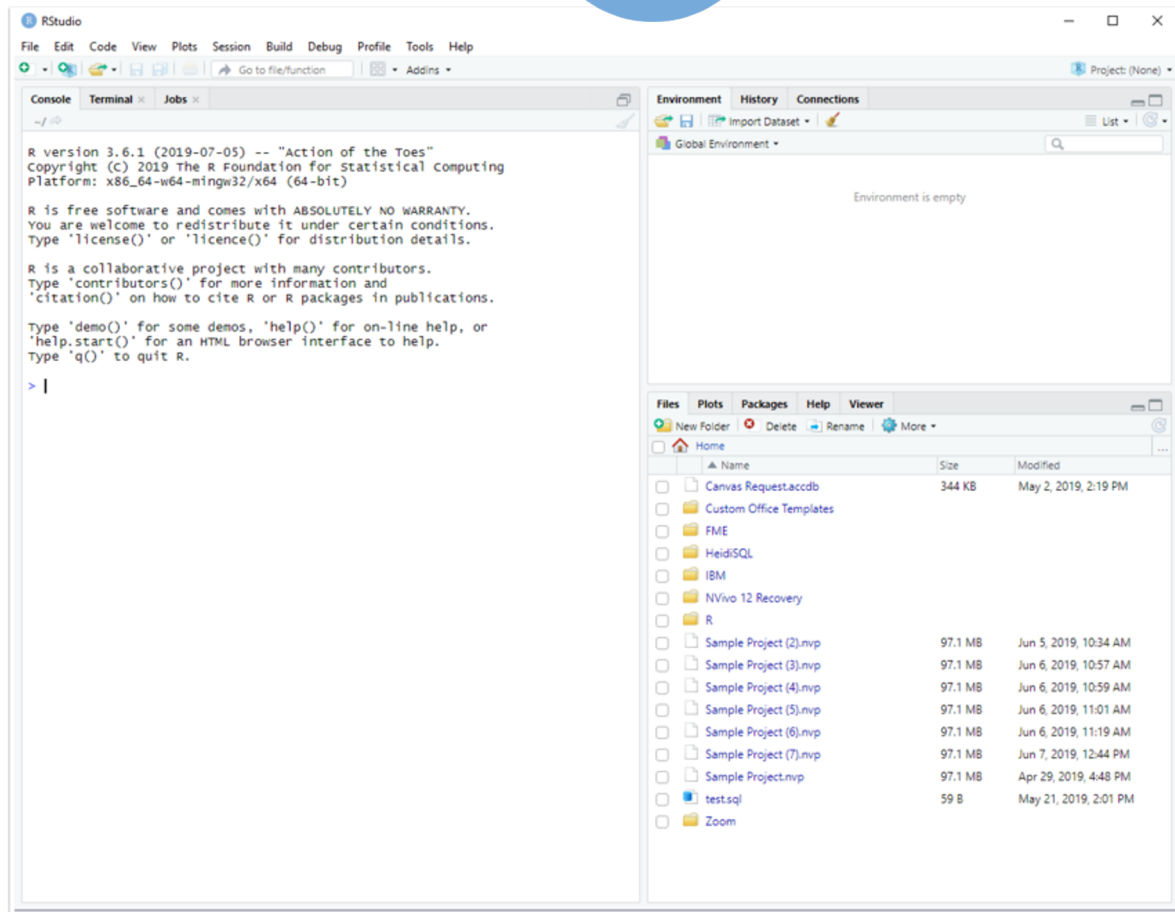 RStudio
File Edit Code View Plots Session Build Debug Profile Tools Help
Go to file/function Addins Project: (None)
Console Terminal Jobs
~/
R version 3.6.1 (2019-07-05) -- "Action of the Toes"
Copyright (C) 2019 The R Foundation for Statistical Computing
Platform: x86_64-w64-mingw32/x64 (64-bit)
R is free software and comes with ABSOLUTELY NO WARRANTY.
You are welcome to redistribute it under certain conditions.
Type 'license()' or 'licence()' for distribution details.
R is a collaborative project with many contributors.
Type 'contributors()' for more information and
'citation()' on how to cite R or R packages in publications.
Type 'demo()' for some demos, 'help()' for on-line help, or
'help.start()' for an HTML browser interface to help.
Type 'q()' to quit R.
>
Environment History Connections
Import Dataset List
Global Environment
Environment is empty
Files Plots Packages Help Viewer
New Folder Delete Rename More
Home ...
Name Size Modified
Canvas Request.accdb 344 KB May 2, 2019, 2:19 PM
Custom Office Templates
FME
HeidiSQL
IBM
NVivo 12 Recovery
R
Sample Project (2).nvp 97.1 MB Jun 5, 2019, 10:34 AM
Sample Project (3).nvp 97.1 MB Jun 6, 2019, 10:57 AM
Sample Project (4).nvp 97.1 MB Jun 6, 2019, 10:59 AM
Sample Project (5).nvp 97.1 MB Jun 6, 2019, 11:01 AM
Sample Project (6).nvp 97.1 MB Jun 6, 2019, 11:19 AM
Sample Project (7).nvp 97.1 MB Jun 7, 2019, 12:44 PM
Sample Project.nvp 97.1 MB Apr 29, 2019, 4:48 PM
test.sql 59 B May 21, 2019, 2:01 PM
Zoom